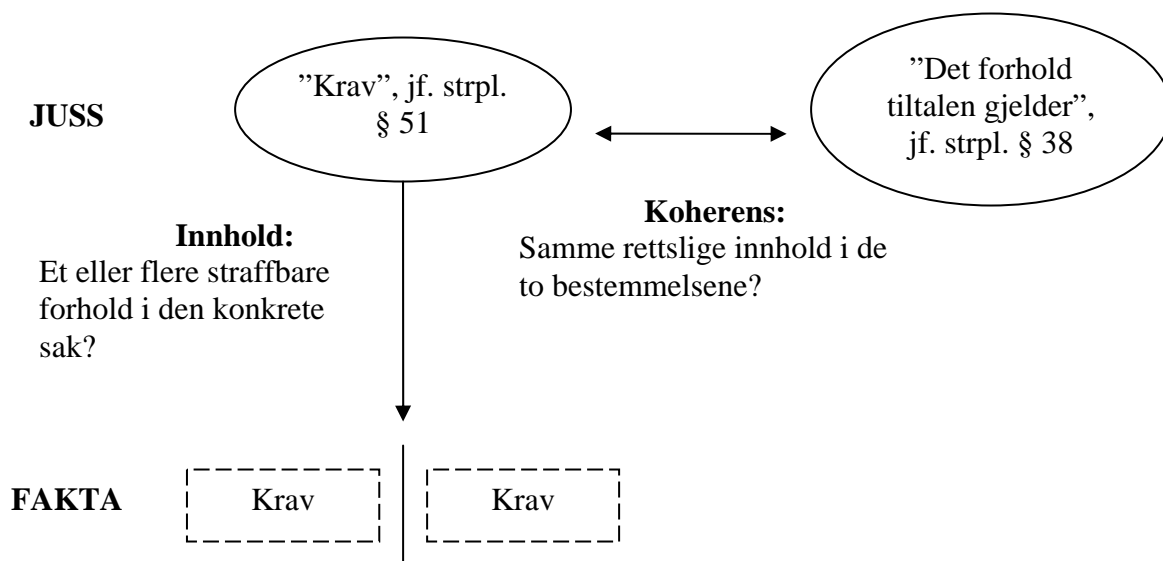 ”Krav”, jf. strpl.
§ 51
”Det forhold
tiltalen gjelder”,
jf. strpl. § 38
JUSS
Innhold:
Et eller flere straffbare
forhold i den konkrete
sak?
Koherens:
Samme rettslige innhold i de
to bestemmelsene?
FAKTA
Krav
Krav